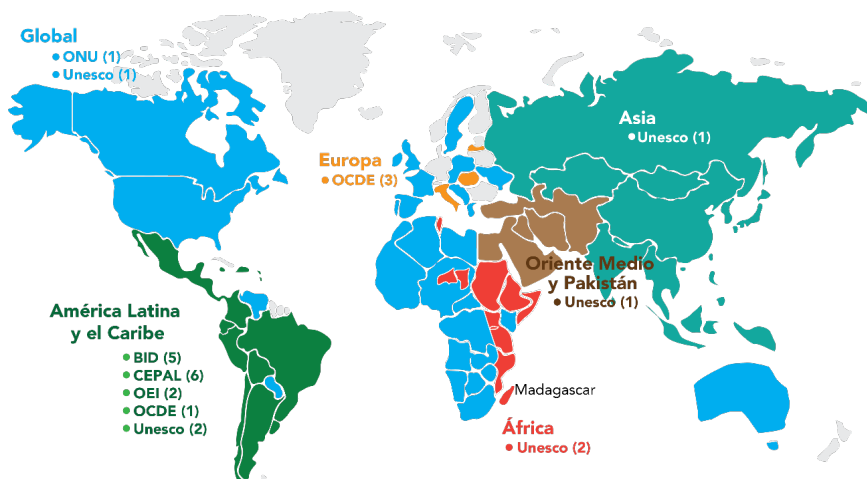 Global
• ONU (1)
• Unesco (1)
Asia
• Unesco (1)
Europa
• OCDE (3)
Oriente Medio
y Pakistán
• Unesco (1)
América Latina
y el Caribe
• BID (5)
• CEPAL (6)
• OEI (2)
• OCDE (1)
• Unesco (2)
Madagascar
África
• Unesco (2)